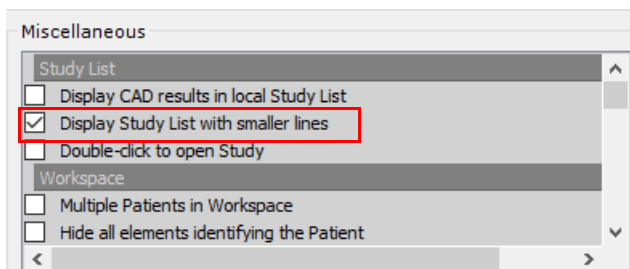 Miscellaneous
Study List
Display CAD results in local Study List
Display Study List with smaller lines
Double-click to open Study
Workspace
Multiple Patients in Workspace
Hide all elements identifying the Patient